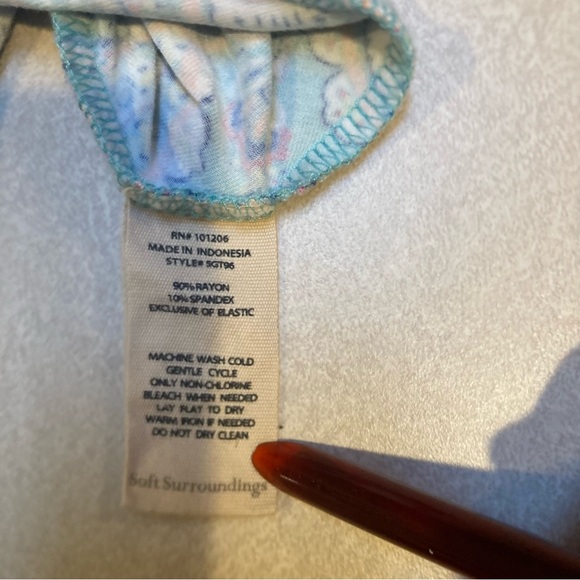 RN# 101206
MADE IN INDONESIA
STYLE# 9GT96
90% RAYON
10% SPANDEX
EXCLUSIVE OF ELASTIC
MACHINE WASH COLD
GENTLE CYCLE
ONLY NON-CHLORINE
BLEACH WHEN NEEDED
LAY FLAT TO DRY
WARM IRON IF NEEDED
DO NOT DRY CLEAN
Soft Surroundings